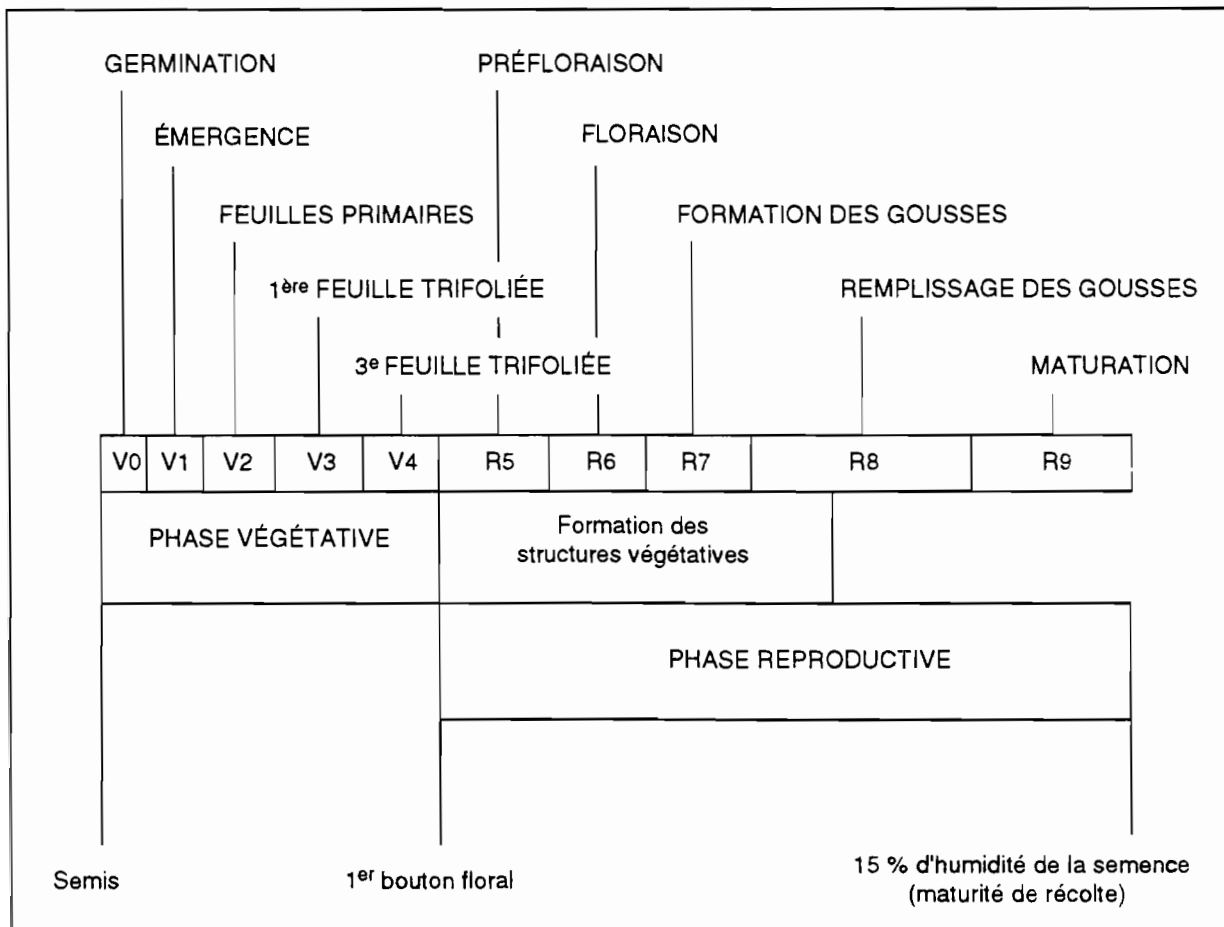 GERMINATION
PRÉFLORAISON
ÉMERGENCE
FLORAISON
FEUILLES PRIMAIRES
FORMATION DES GOUSSES
1ère FEUILLE TRIFOLIÉE
REMPLISSAGE DES GOUSSES
3e FEUILLE TRIFOLIÉE
MATURATION
V0 V1 V2 V3 V4 R5 R6 R7 R8 R9
PHASE VÉGÉTATIVE
Formation des
structures végétatives
PHASE REPRODUCTIVE
Semis
1er bouton floral
15 % d'humidité de la semence
(maturité de récolte)